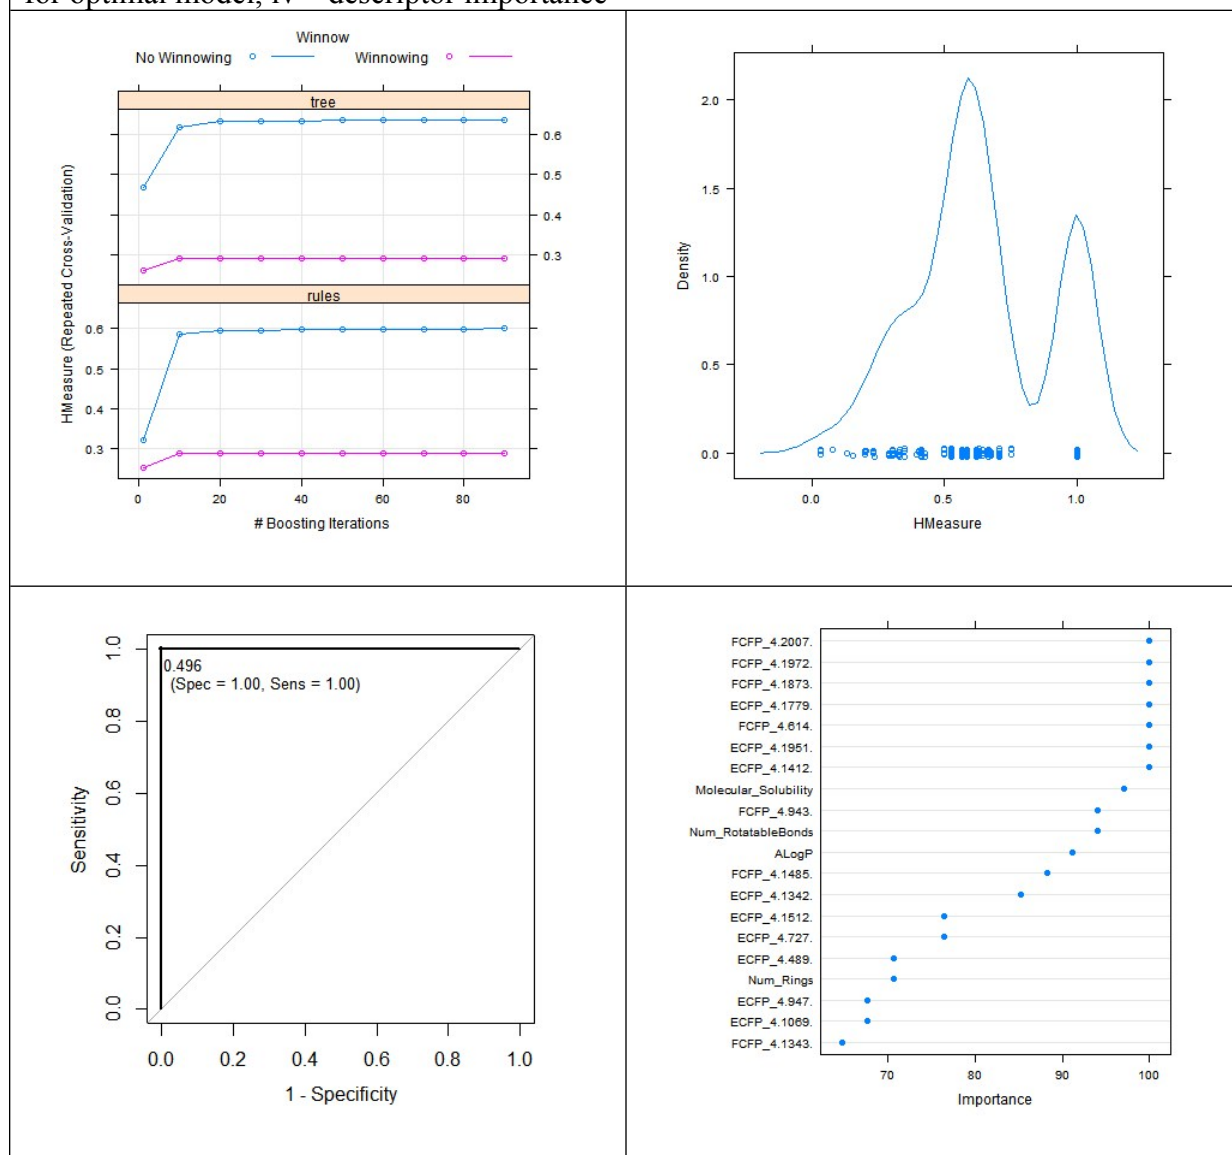 for optimal model; iv – descriptor importance
Winnow
No Winnowing Winnowing
tree
0.6
0.5
0.4
0.3
rules
0.6
0.5
0.4
0.3
HMeasure (Repeated Cross-Validation)
0 20 40 60 80
# Boosting Iterations
2.0
1.5
1.0
0.5
0.0
Density
0.0 0.5 1.0
HMeasure
1.0
0.8
0.6
0.4
0.2
0.0
Sensitivity
0.496
(Spec = 1.00, Sens = 1.00)
0.0 0.2 0.4 0.6 0.8 1.0
1 - Specificity
FCFP_4.2007.
FCFP_4.1972.
FCFP_4.1873.
ECFP_4.1779.
FCFP_4.614.
ECFP_4.1951.
ECFP_4.1412.
Molecular_Solubility
FCFP_4.943.
Num_RotatableBonds
ALogP
FCFP_4.1485.
ECFP_4.1342.
ECFP_4.1512.
ECFP_4.727.
ECFP_4.489.
Num_Rings
ECFP_4.947.
ECFP_4.1069.
FCFP_4.1343.
70 80 90 100
Importance